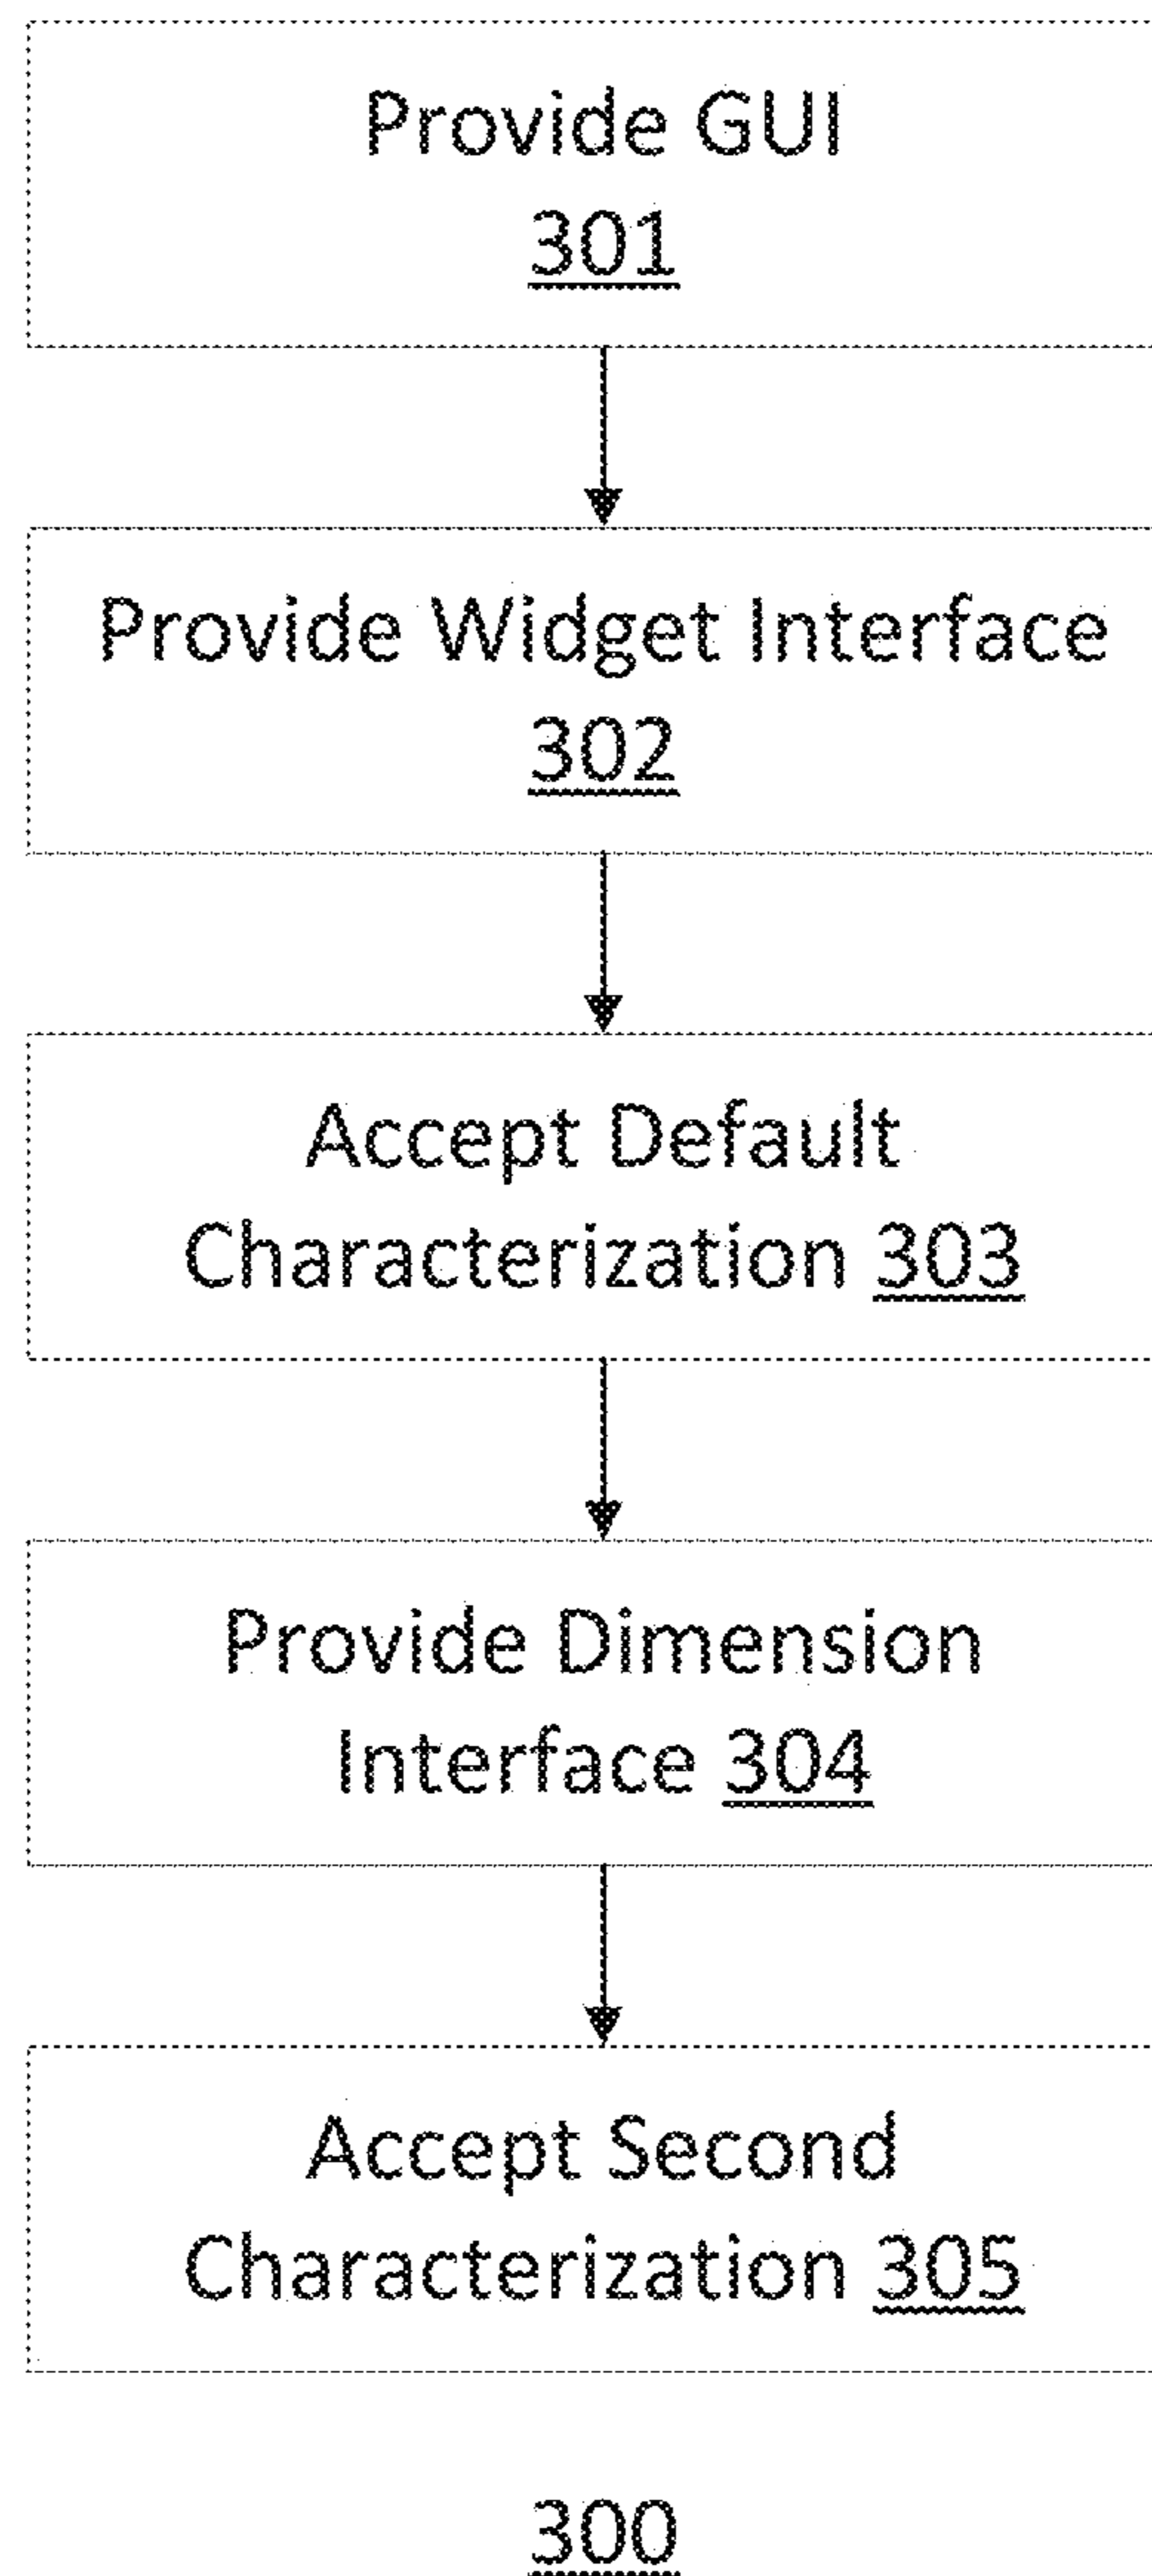 Provide GUI
301
Provide Widget Interface
302
Accept Default
Characterization 303
Provide Dimension
Interface 304
Accept Second
Characterization 305
300